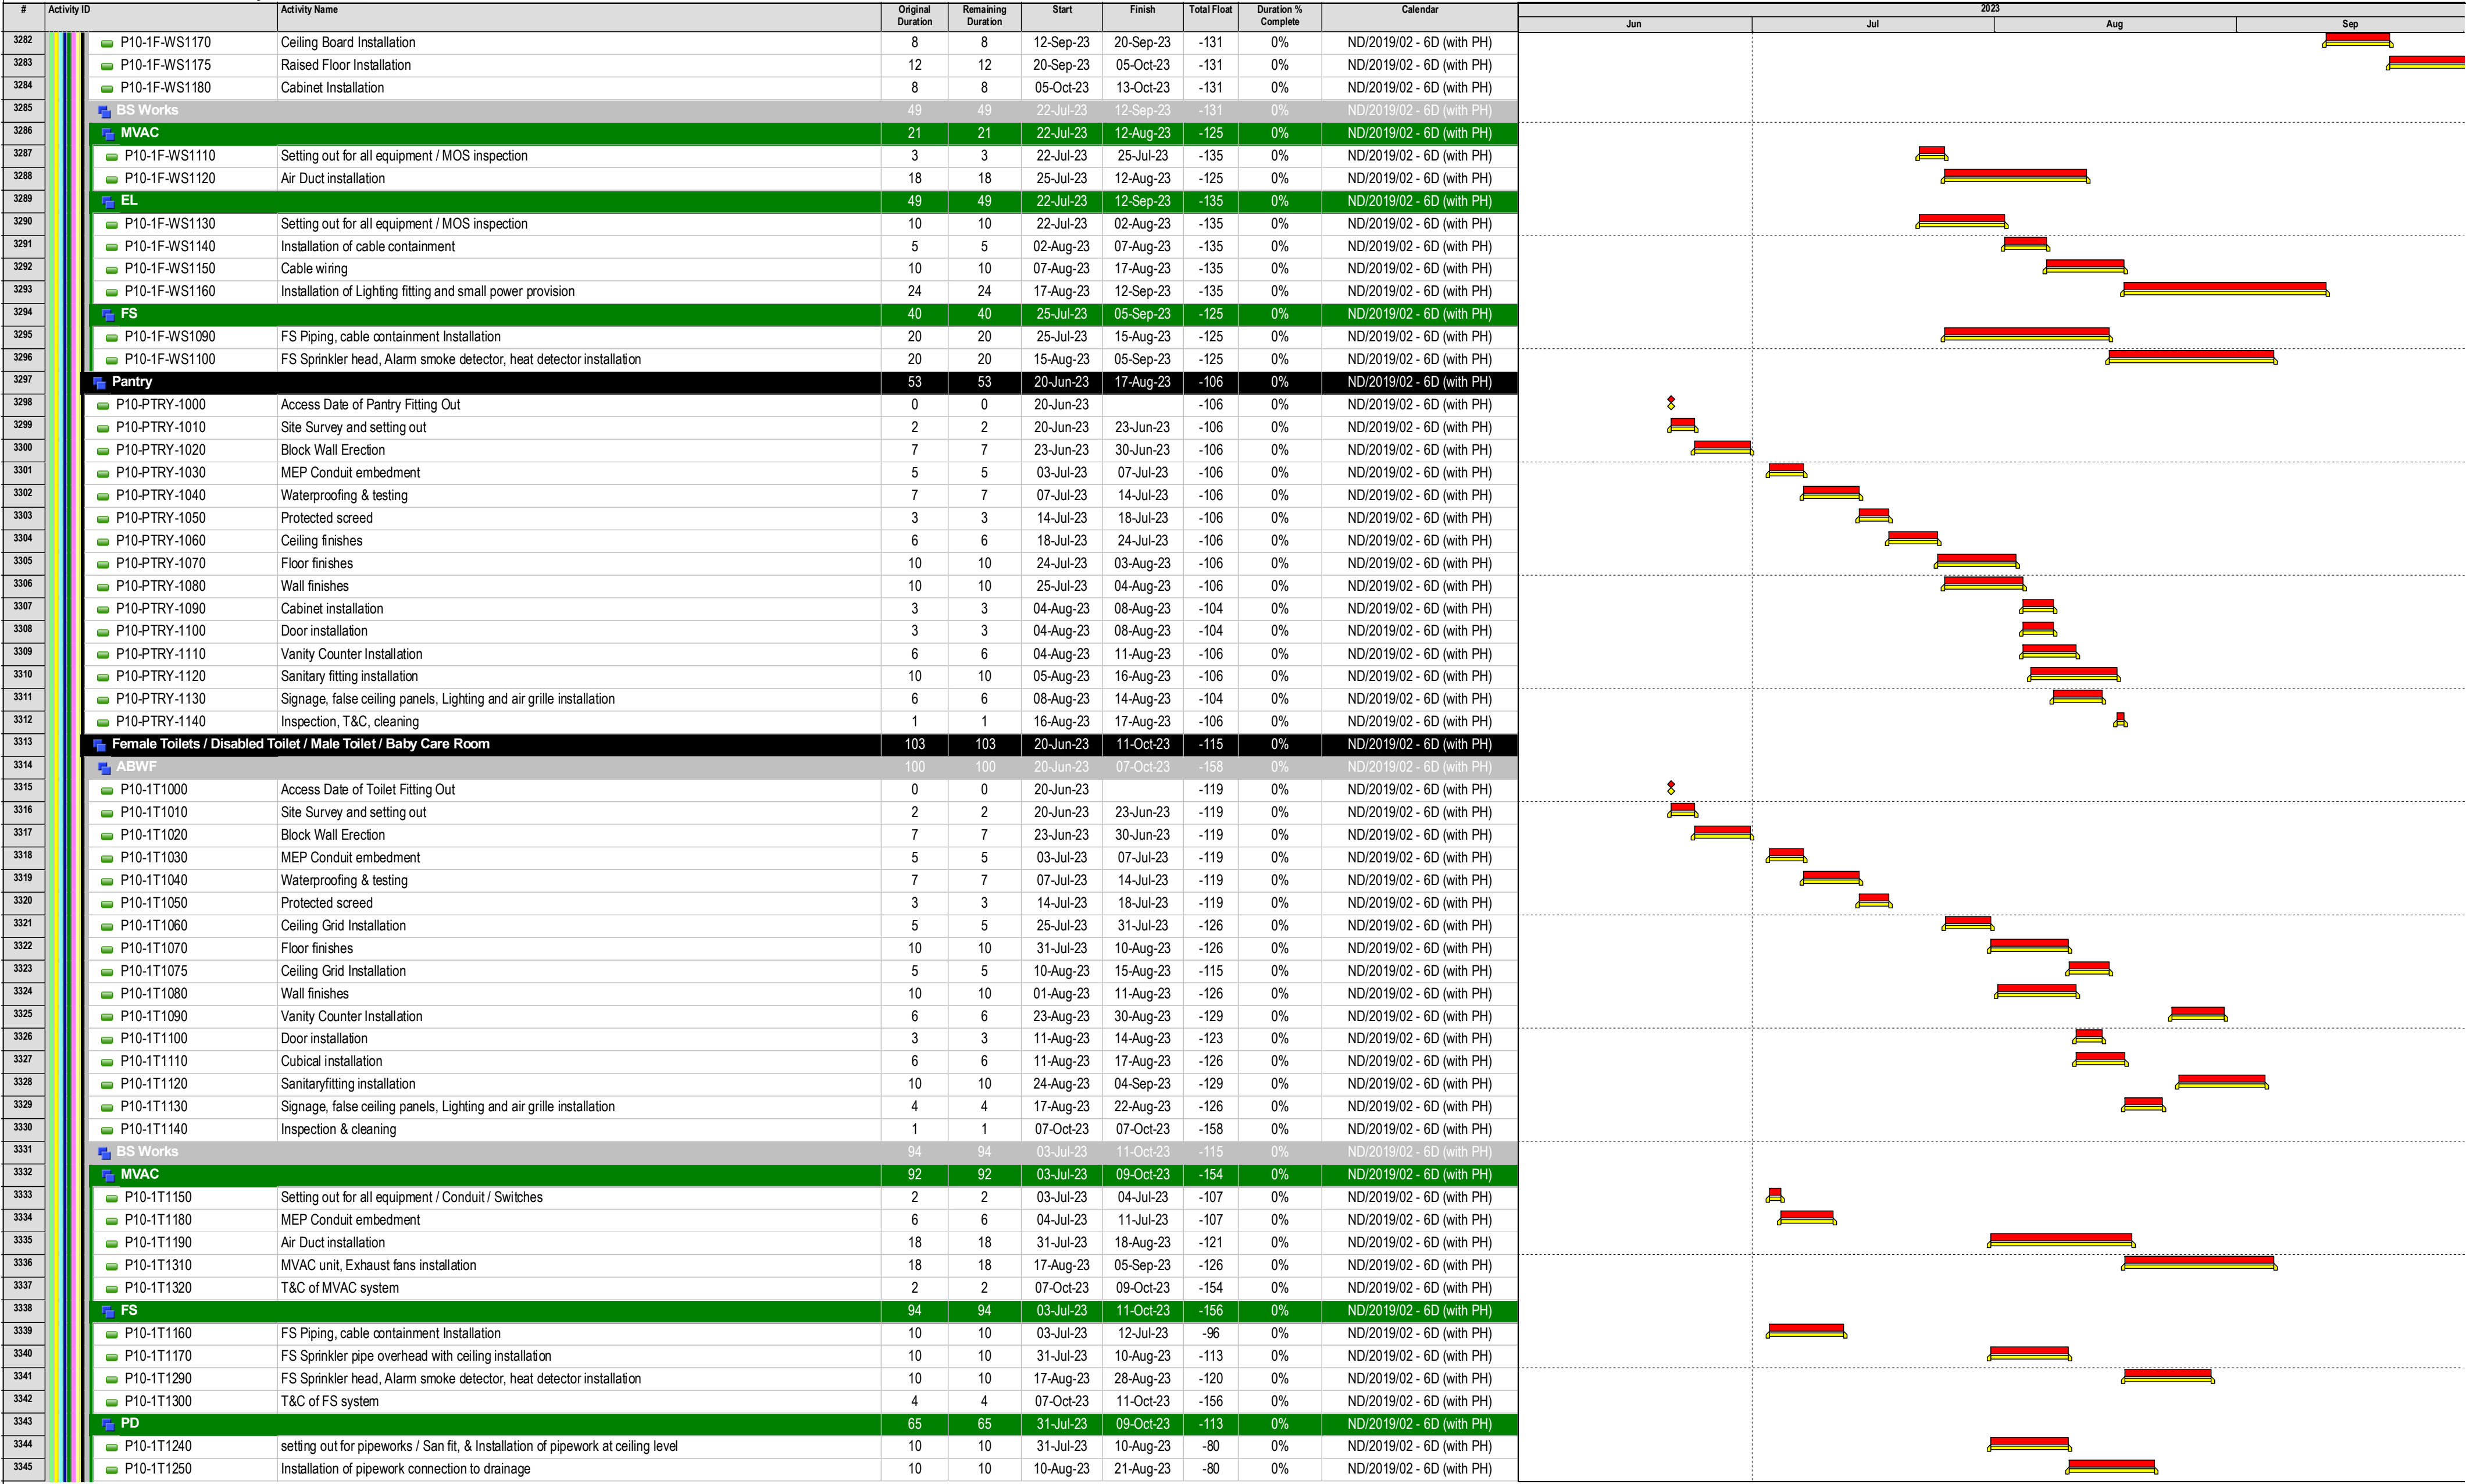 # Activity ID Activity Name Original Duration Remaining Duration Start Finish Total Float Duration % Complete Calendar 2023
Jun Jul Aug Sep
3282 P10-1F-WS1170 Ceiling Board Installation 8 8 12-Sep-23 20-Sep-23 -131 0% ND/2019/02 - 6D (with PH)
3283 P10-1F-WS1175 Raised Floor Installation 12 12 20-Sep-23 05-Oct-23 -131 0% ND/2019/02 - 6D (with PH)
3284 P10-1F-WS1180 Cabinet Installation 8 8 05-Oct-23 13-Oct-23 -131 0% ND/2019/02 - 6D (with PH)
3285 BS Works 49 49 22-Jul-23 12-Sep-23 -131 0% ND/2019/02 - 6D (with PH)
3286 MVAC 21 21 22-Jul-23 12-Aug-23 -125 0% ND/2019/02 - 6D (with PH)
3287 P10-1F-WS1110 Setting out for all equipment / MOS inspection 3 3 22-Jul-23 25-Jul-23 -135 0% ND/2019/02 - 6D (with PH)
3288 P10-1F-WS1120 Air Duct installation 18 18 25-Jul-23 12-Aug-23 -125 0% ND/2019/02 - 6D (with PH)
3289 EL 49 49 22-Jul-23 12-Sep-23 -135 0% ND/2019/02 - 6D (with PH)
3290 P10-1F-WS1130 Setting out for all equipment / MOS inspection 10 10 22-Jul-23 02-Aug-23 -135 0% ND/2019/02 - 6D (with PH)
3291 P10-1F-WS1140 Installation of cable containment 5 5 02-Aug-23 07-Aug-23 -135 0% ND/2019/02 - 6D (with PH)
3292 P10-1F-WS1150 Cable wiring 10 10 07-Aug-23 17-Aug-23 -135 0% ND/2019/02 - 6D (with PH)
3293 P10-1F-WS1160 Installation of Lighting fitting and small power provision 24 24 17-Aug-23 12-Sep-23 -135 0% ND/2019/02 - 6D (with PH)
3294 FS 40 40 25-Jul-23 05-Sep-23 -125 0% ND/2019/02 - 6D (with PH)
3295 P10-1F-WS1090 FS Piping, cable containment Installation 20 20 25-Jul-23 15-Aug-23 -125 0% ND/2019/02 - 6D (with PH)
3296 P10-1F-WS1100 FS Sprinkler head, Alarm smoke detector, heat detector installation 20 20 15-Aug-23 05-Sep-23 -125 0% ND/2019/02 - 6D (with PH)
3297 Pantry 53 53 20-Jun-23 17-Aug-23 -106 0% ND/2019/02 - 6D (with PH)
3298 P10-PTRY-1000 Access Date of Pantry Fitting Out 0 0 20-Jun-23 -106 0% ND/2019/02 - 6D (with PH)
3299 P10-PTRY-1010 Site Survey and setting out 2 2 20-Jun-23 23-Jun-23 -106 0% ND/2019/02 - 6D (with PH)
3300 P10-PTRY-1020 Block Wall Erection 7 7 23-Jun-23 30-Jun-23 -106 0% ND/2019/02 - 6D (with PH)
3301 P10-PTRY-1030 MEP Conduit embedment 5 5 03-Jul-23 07-Jul-23 -106 0% ND/2019/02 - 6D (with PH)
3302 P10-PTRY-1040 Waterproofing & testing 7 7 07-Jul-23 14-Jul-23 -106 0% ND/2019/02 - 6D (with PH)
3303 P10-PTRY-1050 Protected screed 3 3 14-Jul-23 18-Jul-23 -106 0% ND/2019/02 - 6D (with PH)
3304 P10-PTRY-1060 Ceiling finishes 6 6 18-Jul-23 24-Jul-23 -106 0% ND/2019/02 - 6D (with PH)
3305 P10-PTRY-1070 Floor finishes 10 10 24-Jul-23 03-Aug-23 -106 0% ND/2019/02 - 6D (with PH)
3306 P10-PTRY-1080 Wall finishes 10 10 25-Jul-23 04-Aug-23 -106 0% ND/2019/02 - 6D (with PH)
3307 P10-PTRY-1090 Cabinet installation 3 3 04-Aug-23 08-Aug-23 -104 0% ND/2019/02 - 6D (with PH)
3308 P10-PTRY-1100 Door installation 3 3 04-Aug-23 08-Aug-23 -104 0% ND/2019/02 - 6D (with PH)
3309 P10-PTRY-1110 Vanity Counter Installation 6 6 04-Aug-23 11-Aug-23 -106 0% ND/2019/02 - 6D (with PH)
3310 P10-PTRY-1120 Sanitary fitting installation 10 10 05-Aug-23 16-Aug-23 -106 0% ND/2019/02 - 6D (with PH)
3311 P10-PTRY-1130 Signage, false ceiling panels, Lighting and air grille installation 6 6 08-Aug-23 14-Aug-23 -104 0% ND/2019/02 - 6D (with PH)
3312 P10-PTRY-1140 Inspection, T&C, cleaning 1 1 16-Aug-23 17-Aug-23 -106 0% ND/2019/02 - 6D (with PH)
3313 Female Toilets / Disabled Toilet / Male Toilet / Baby Care Room 103 103 20-Jun-23 11-Oct-23 -115 0% ND/2019/02 - 6D (with PH)
3314 ABWF 100 100 20-Jun-23 07-Oct-23 -158 0% ND/2019/02 - 6D (with PH)
3315 P10-1T1000 Access Date of Toilet Fitting Out 0 0 20-Jun-23 -119 0% ND/2019/02 - 6D (with PH)
3316 P10-1T1010 Site Survey and setting out 2 2 20-Jun-23 23-Jun-23 -119 0% ND/2019/02 - 6D (with PH)
3317 P10-1T1020 Block Wall Erection 7 7 23-Jun-23 30-Jun-23 -119 0% ND/2019/02 - 6D (with PH)
3318 P10-1T1030 MEP Conduit embedment 5 5 03-Jul-23 07-Jul-23 -119 0% ND/2019/02 - 6D (with PH)
3319 P10-1T1040 Waterproofing & testing 7 7 07-Jul-23 14-Jul-23 -119 0% ND/2019/02 - 6D (with PH)
3320 P10-1T1050 Protected screed 3 3 14-Jul-23 18-Jul-23 -119 0% ND/2019/02 - 6D (with PH)
3321 P10-1T1060 Ceiling Grid Installation 5 5 25-Jul-23 31-Jul-23 -126 0% ND/2019/02 - 6D (with PH)
3322 P10-1T1070 Floor finishes 10 10 31-Jul-23 10-Aug-23 -126 0% ND/2019/02 - 6D (with PH)
3323 P10-1T1075 Ceiling Grid Installation 5 5 10-Aug-23 15-Aug-23 -115 0% ND/2019/02 - 6D (with PH)
3324 P10-1T1080 Wall finishes 10 10 01-Aug-23 11-Aug-23 -126 0% ND/2019/02 - 6D (with PH)
3325 P10-1T1090 Vanity Counter Installation 6 6 23-Aug-23 30-Aug-23 -129 0% ND/2019/02 - 6D (with PH)
3326 P10-1T1100 Door installation 3 3 11-Aug-23 14-Aug-23 -123 0% ND/2019/02 - 6D (with PH)
3327 P10-1T1110 Cubical installation 6 6 11-Aug-23 17-Aug-23 -126 0% ND/2019/02 - 6D (with PH)
3328 P10-1T1120 Sanitaryfitting installation 10 10 24-Aug-23 04-Sep-23 -129 0% ND/2019/02 - 6D (with PH)
3329 P10-1T1130 Signage, false ceiling panels, Lighting and air grille installation 4 4 17-Aug-23 22-Aug-23 -126 0% ND/2019/02 - 6D (with PH)
3330 P10-1T1140 Inspection & cleaning 1 1 07-Oct-23 07-Oct-23 -158 0% ND/2019/02 - 6D (with PH)
3331 BS Works 94 94 03-Jul-23 11-Oct-23 -115 0% ND/2019/02 - 6D (with PH)
3332 MVAC 92 92 03-Jul-23 09-Oct-23 -154 0% ND/2019/02 - 6D (with PH)
3333 P10-1T1150 Setting out for all equipment / Conduit / Switches 2 2 03-Jul-23 04-Jul-23 -107 0% ND/2019/02 - 6D (with PH)
3334 P10-1T1180 MEP Conduit embedment 6 6 04-Jul-23 11-Jul-23 -107 0% ND/2019/02 - 6D (with PH)
3335 P10-1T1190 Air Duct installation 18 18 31-Jul-23 18-Aug-23 -121 0% ND/2019/02 - 6D (with PH)
3336 P10-1T1310 MVAC unit, Exhaust fans installation 18 18 17-Aug-23 05-Sep-23 -126 0% ND/2019/02 - 6D (with PH)
3337 P10-1T1320 T&C of MVAC system 2 2 07-Oct-23 09-Oct-23 -154 0% ND/2019/02 - 6D (with PH)
3338 FS 94 94 03-Jul-23 11-Oct-23 -156 0% ND/2019/02 - 6D (with PH)
3339 P10-1T1160 FS Piping, cable containment Installation 10 10 03-Jul-23 12-Jul-23 -96 0% ND/2019/02 - 6D (with PH)
3340 P10-1T1170 FS Sprinkler pipe overhead with ceiling installation 10 10 31-Jul-23 10-Aug-23 -113 0% ND/2019/02 - 6D (with PH)
3341 P10-1T1290 FS Sprinkler head, Alarm smoke detector, heat detector installation 10 10 17-Aug-23 28-Aug-23 -120 0% ND/2019/02 - 6D (with PH)
3342 P10-1T1300 T&C of FS system 4 4 07-Oct-23 11-Oct-23 -156 0% ND/2019/02 - 6D (with PH)
3343 PD 65 65 31-Jul-23 09-Oct-23 -113 0% ND/2019/02 - 6D (with PH)
3344 P10-1T1240 setting out for pipeworks / San fit, & Installation of pipework at ceiling level 10 10 31-Jul-23 10-Aug-23 -80 0% ND/2019/02 - 6D (with PH)
3345 P10-1T1250 Installation of pipework connection to drainage 10 10 10-Aug-23 21-Aug-23 -80 0% ND/2019/02 - 6D (with PH)